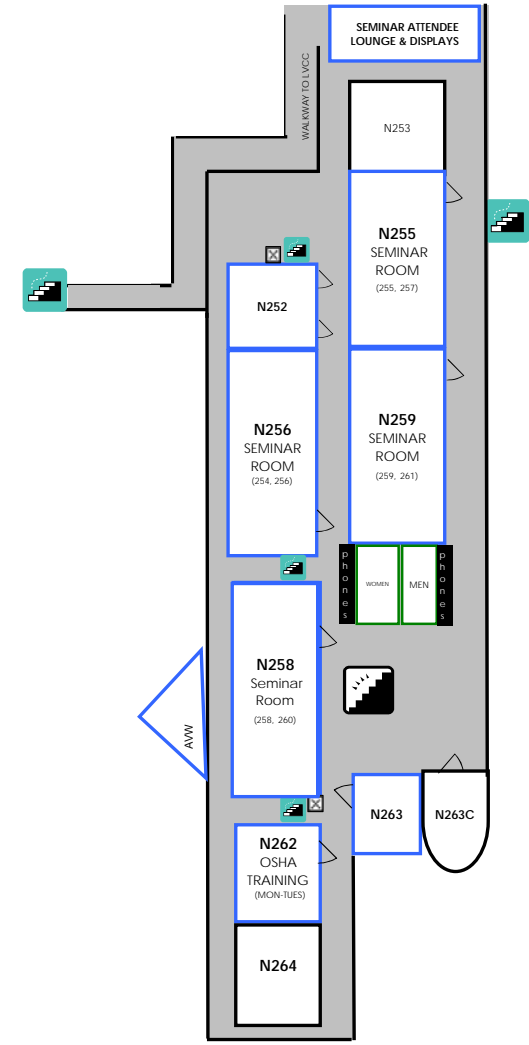 SEMINAR ATTENDEE
LOUNGE & DISPLAYS
WALKWAY TO LVCC
N253
N255
SEMINAR
ROOM
(255, 257)
N252
N256
SEMINAR
ROOM
(254, 256)
N259
SEMINAR
ROOM
(259, 261)
phones
WOMEN
MEN
phones
N258
Seminar
Room
(258, 260)
AVW
N263
N263C
N262
OSHA
TRAINING
(MON-TUES)
N264